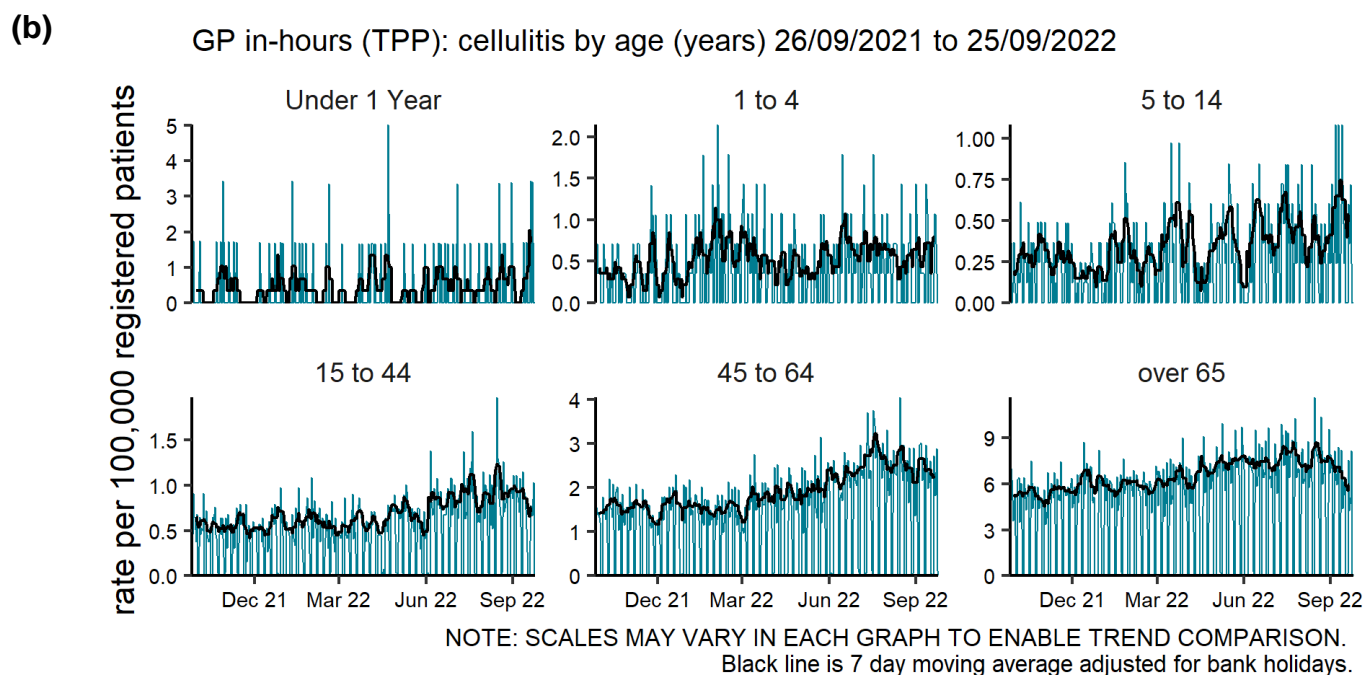 (b)
GP in-hours (TPP): cellulitis by age (years) 26/09/2021 to 25/09/2022
rate per 100,000 registered patients
Under 1 Year
5
4
3
2
1
0
1 to 4
2.0
1.5
1.0
0.5
0.0
5 to 14
1.00
0.75
0.50
0.25
0.00
15 to 44
1.5
1.0
0.5
0.0
Dec 21 Mar 22 Jun 22 Sep 22
45 to 64
4
3
2
1
0
Dec 21 Mar 22 Jun 22 Sep 22
over 65
9
6
3
0
Dec 21 Mar 22 Jun 22 Sep 22
NOTE: SCALES MAY VARY IN EACH GRAPH TO ENABLE TREND COMPARISON.
Black line is 7 day moving average adjusted for bank holidays.